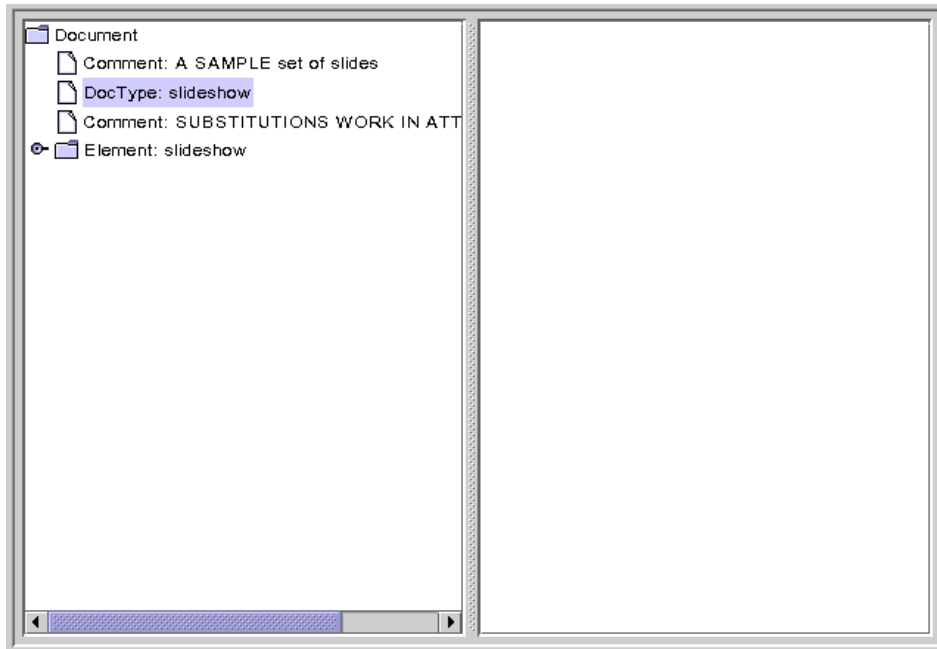 Document
Comment: A SAMPLE set of slides
DocType: slideshow
Comment: SUBSTITUTIONS WORK IN ATT
Element: slideshow